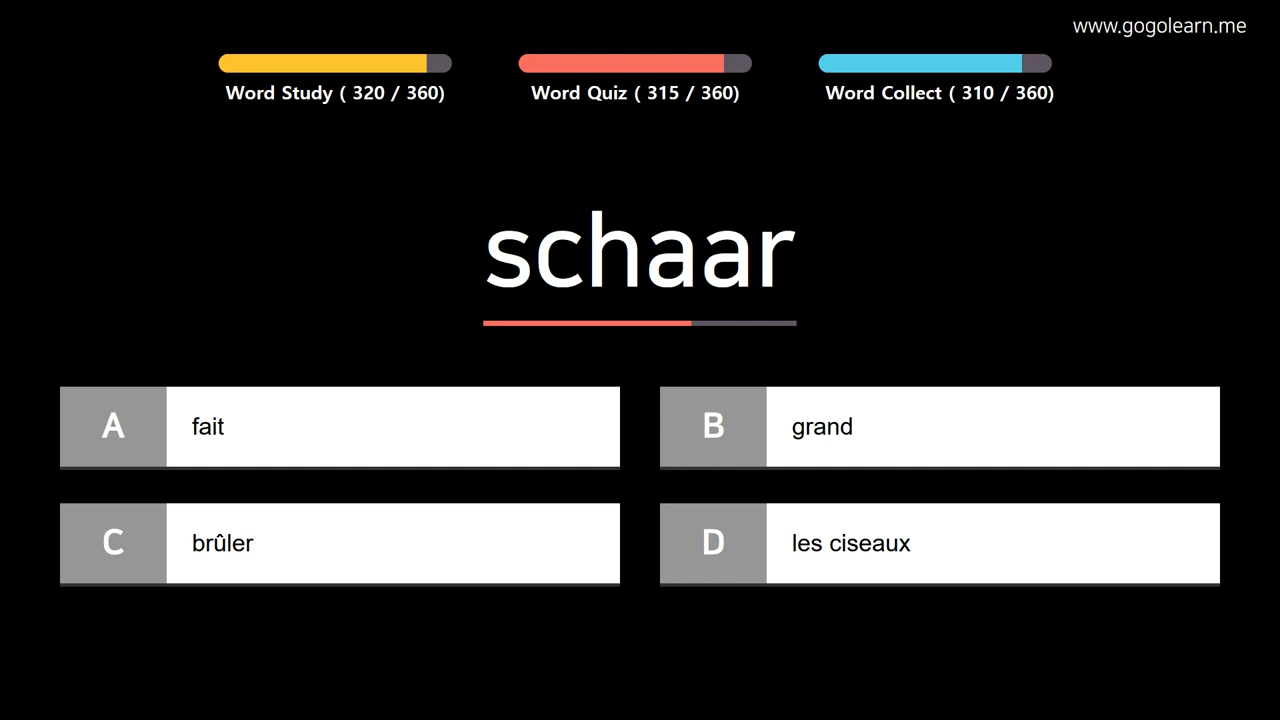 www.gogolearn.me
Word Study ( 320 / 360)
Word Quiz ( 315 / 360)
Word Collect ( 310 / 360)
schaar
A fait
B grand
C brûler
D les ciseaux